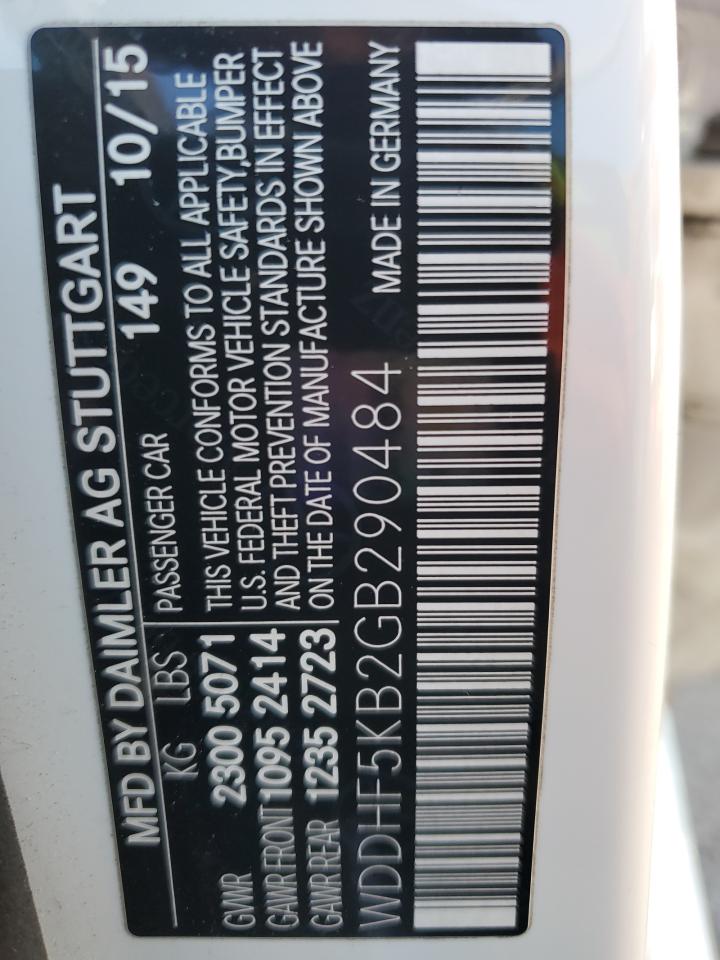 MFD BY DAIMLER AG STUTTGART
KG LBS PASSENGER CAR 149 10/15
GVWR 2300 5071 THIS VEHICLE CONFORMS TO ALL APPLICABLE
U.S. FEDERAL MOTOR VEHICLE SAFETY,BUMPER
GAWR FRONT 1095 2414 AND THEFT PREVENTION STANDARDS IN EFFECT
GAWR REAR 1235 2723 ON THE DATE OF MANUFACTURE SHOWN ABOVE
WDDHF5KB2GB290484 MADE IN GERMANY